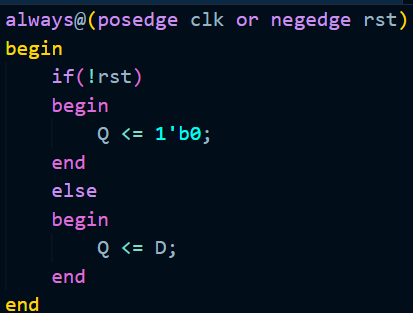 always@(posedge clk or negedge rst)
begin
    if(!rst)
    begin
        Q <= 1'b0;
    end
    else
    begin
        Q <= D;
    end
end